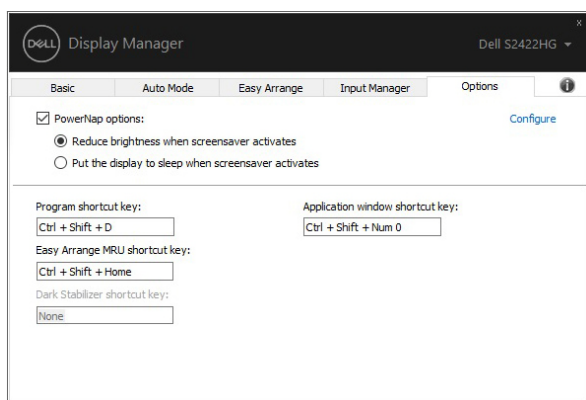 x
DELL Display Manager
Dell S2422HG
Basic Auto Mode Easy Arrange Input Manager Options i
PowerNap options: Configure
Reduce brightness when screensaver activates
Put the display to sleep when screensaver activates
Program shortcut key: Application window shortcut key:
Ctrl + Shift + D Ctrl + Shift + Num 0
Easy Arrange MRU shortcut key:
Ctrl + Shift + Home
Dark Stabilizer shortcut key:
None